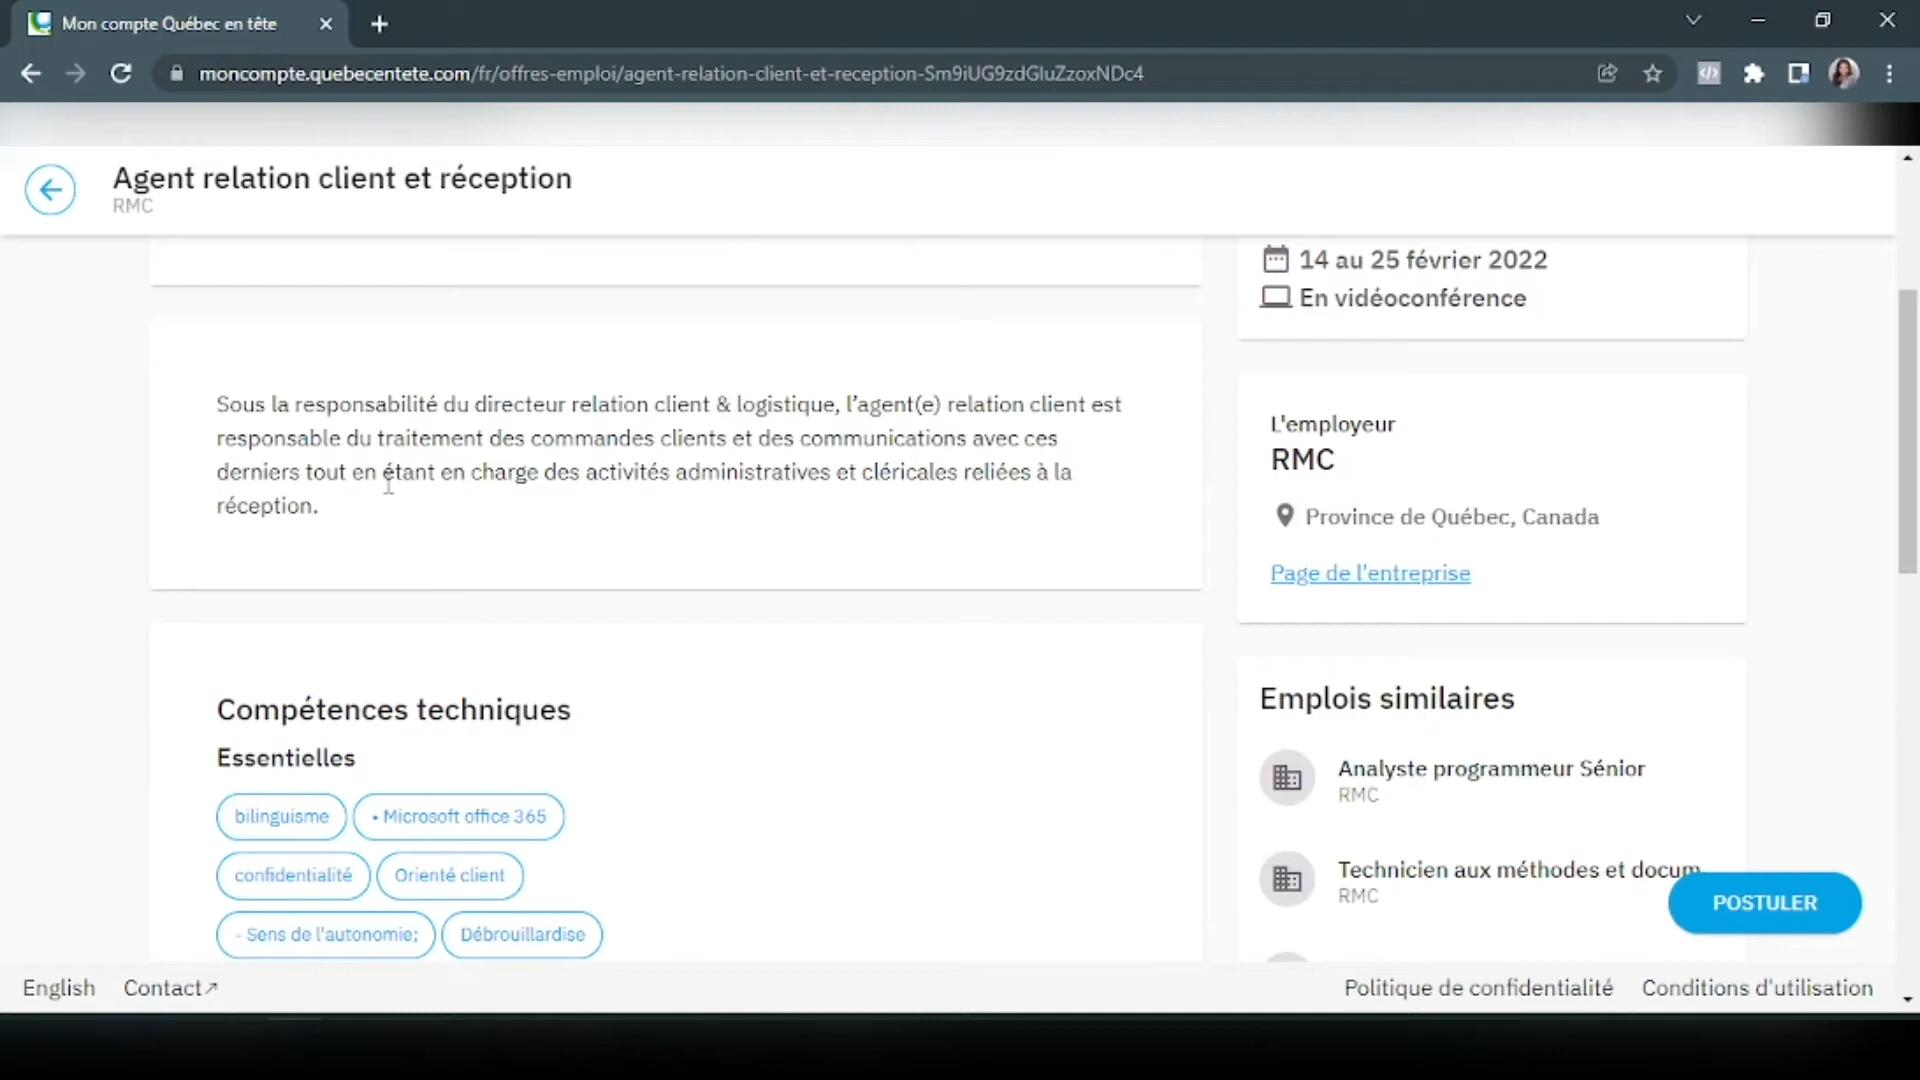 Mon compte Québec en tête
moncompte.quebecentete.com/fr/offres-emploi/agent-relation-client-et-reception-Sm9iUG9zdGluZzoxNDc4
Agent relation client et réception
RMC
14 au 25 février 2022
En vidéoconférence
Sous la responsabilité du directeur relation client & logistique, l’agent(e) relation client est
responsable du traitement des commandes clients et des communications avec ces
derniers tout en étant en charge des activités administratives et cléricales reliées à la
réception.
L'employeur
RMC
Province de Québec, Canada
Page de l'entreprise
Compétences techniques
Essentielles
bilinguisme
• Microsoft office 365
confidentialité
Orienté client
- Sens de l'autonomie;
Débrouillardise
Emplois similaires
Analyste programmeur Sénior
RMC
Technicien aux méthodes et docum
RMC
POSTULER
English
Contact↗
Politique de confidentialité
Conditions d'utilisation